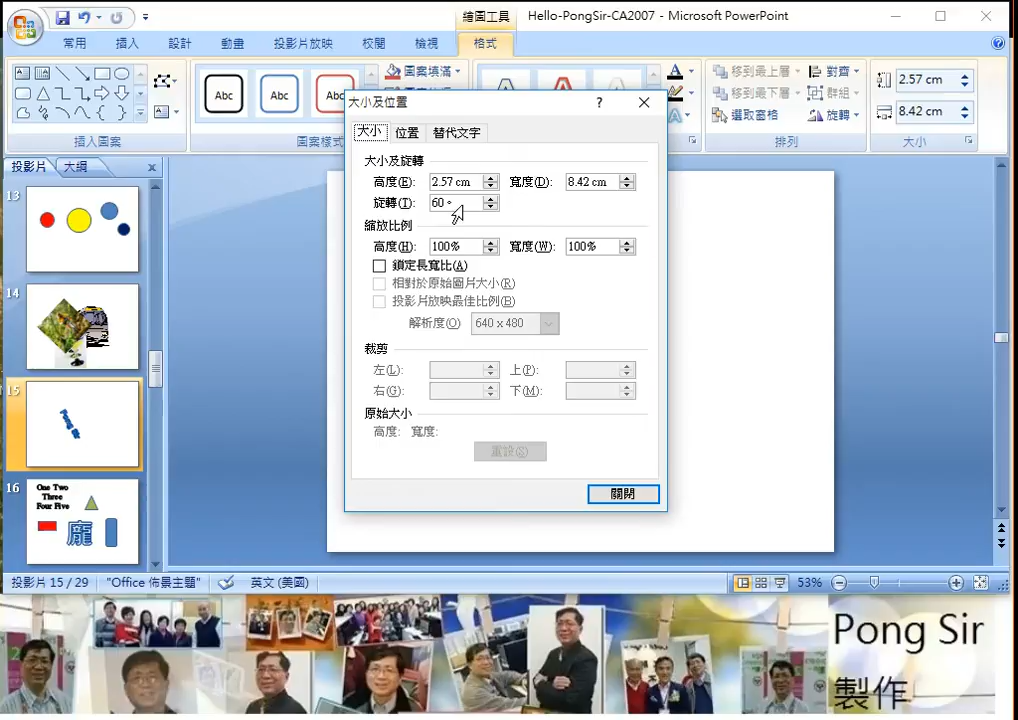 繪圖工具 Hello-PongSir-CA2007 - Microsoft PowerPoint
常用 插入 設計 動畫 投影片放映 校閱 檢視 格式
圖案填滿 移到最上層 對齊 2.57 cm
Abc Abc Abc 移到最下層 群組
選取窗格 旋轉 8.42 cm
插入圖案 圖案樣式 排列 大小
大小及位置 ?
大小 位置 替代文字
大小及旋轉
高度(E): 2.57 cm 寬度(D): 8.42 cm
旋轉(T): 60 °
縮放比例
高度(H): 100% 寬度(W): 100%
鎖定長寬比(A)
相對於原始圖片大小(R)
投影片放映最佳比例(B)
解析度(O) 640 x 480
裁剪
左(L): 上(P):
右(G): 下(M):
原始大小
高度: 寬度:
重設(S)
關閉
投影片 大綱
13
14
15
16
One Two
Three
Four Five
龐
投影片 15 / 29 "Office 佈景主題" 英文 (美國) 53%
Pong Sir
製作